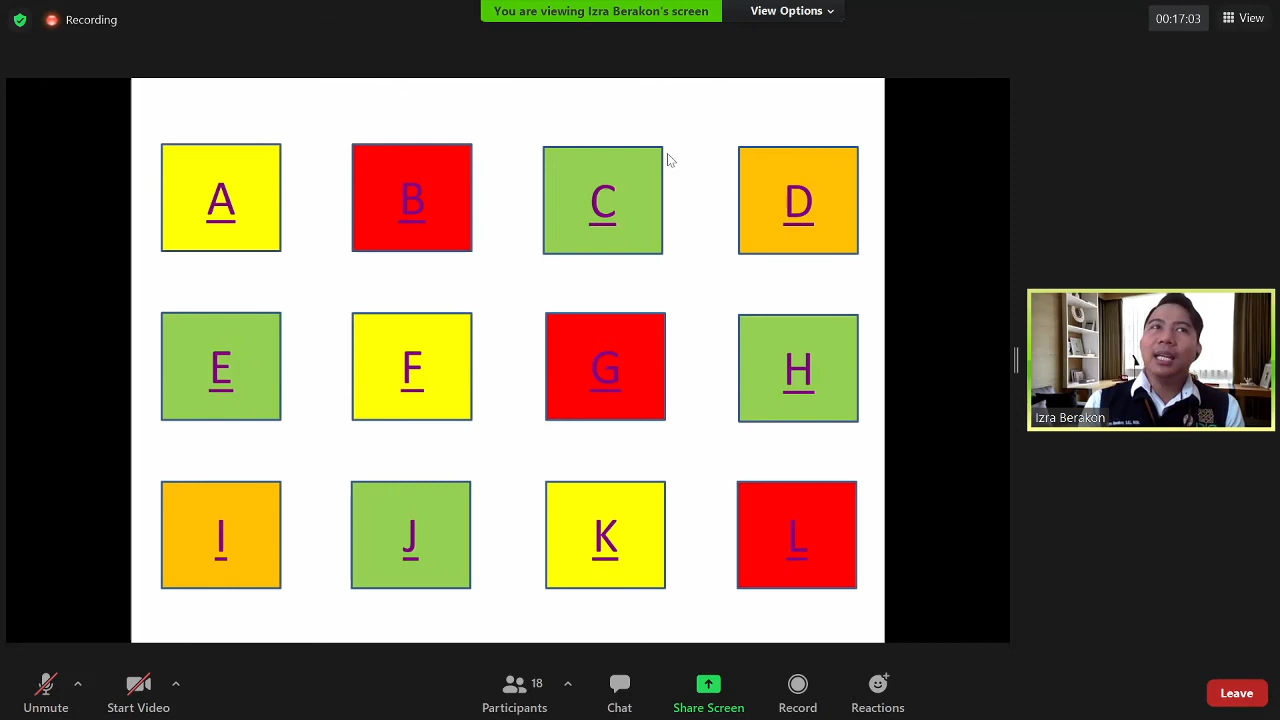 Recording
You are viewing Izra Berakon's screen
View Options
00:17:03
View
A
B
C
D
E
F
G
H
I
J
K
L
Izra Berakon
Unmute
Start Video
18
Participants
Chat
Share Screen
Record
Reactions
Leave